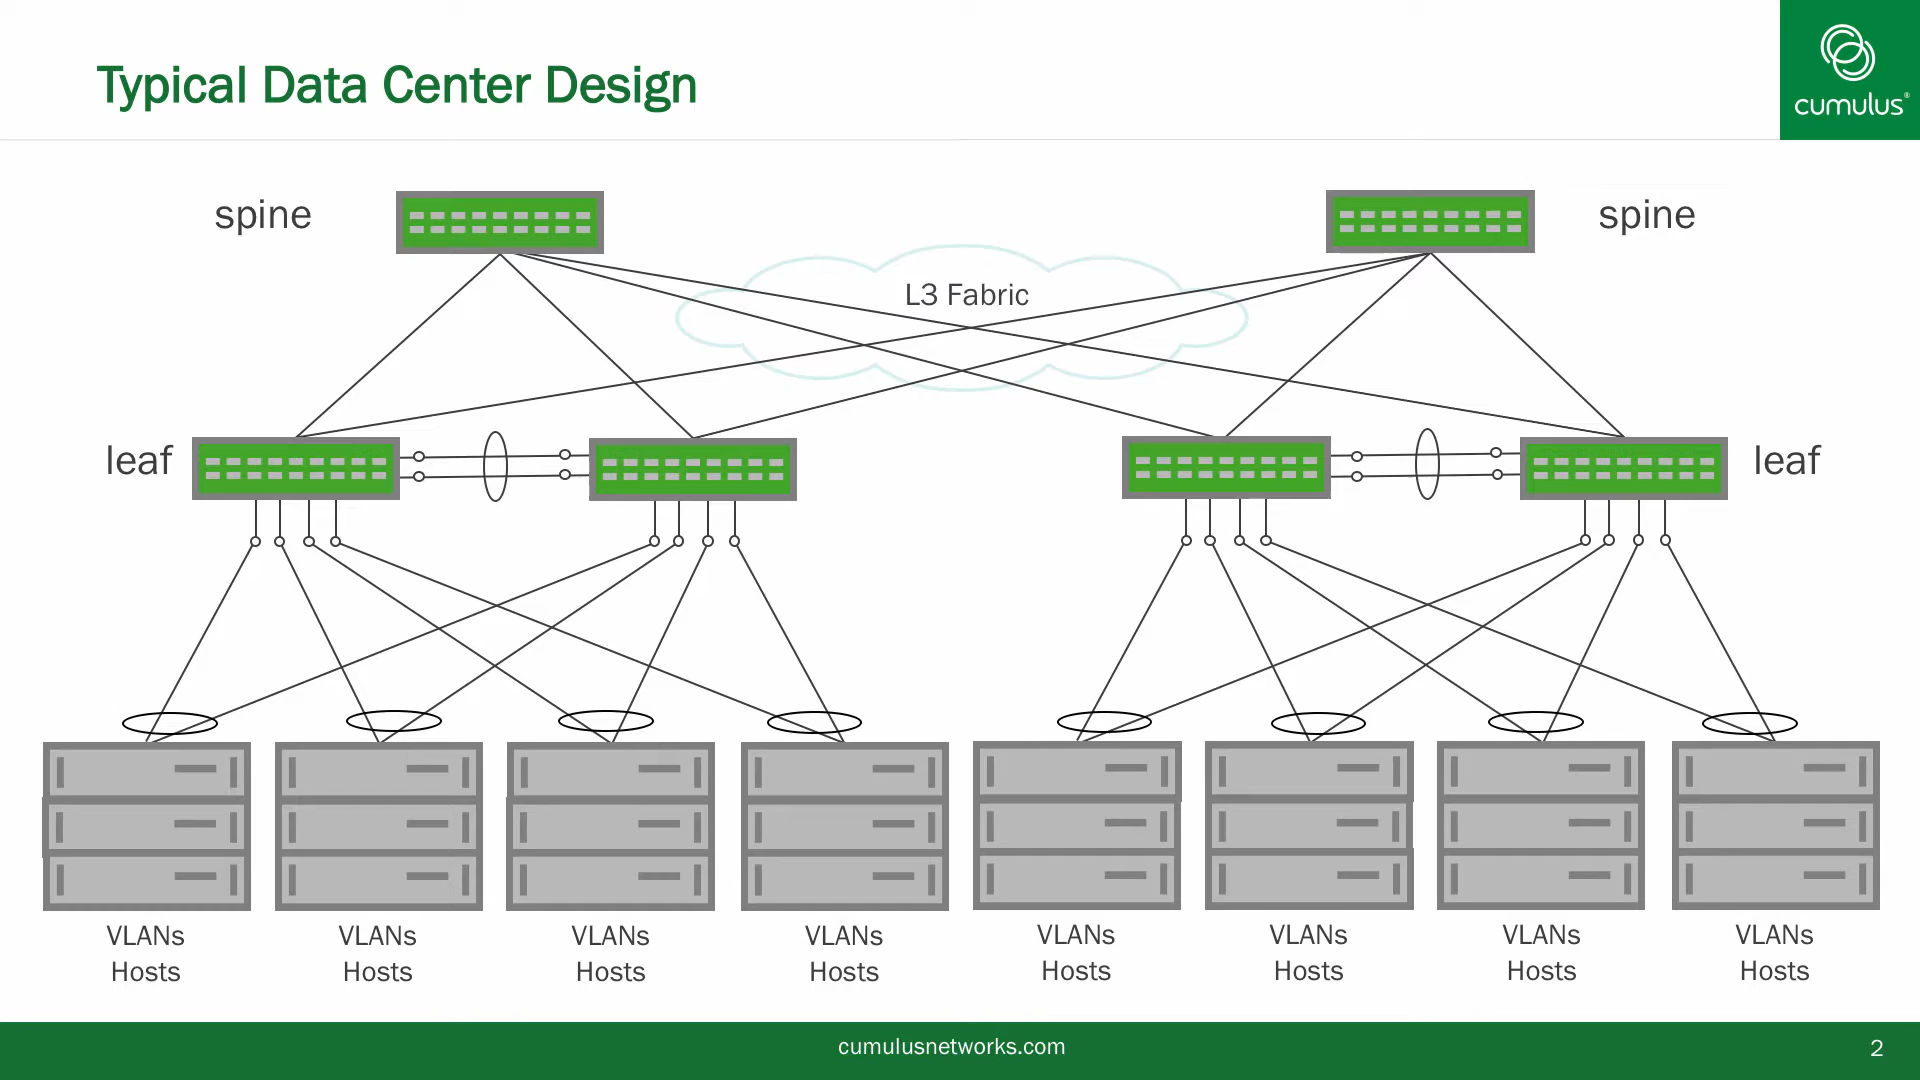 Typical Data Center Design
cumulus®
spine
spine
L3 Fabric
leaf
leaf
VLANs
Hosts
VLANs
Hosts
VLANs
Hosts
VLANs
Hosts
VLANs
Hosts
VLANs
Hosts
VLANs
Hosts
VLANs
Hosts
cumulusnetworks.com
2